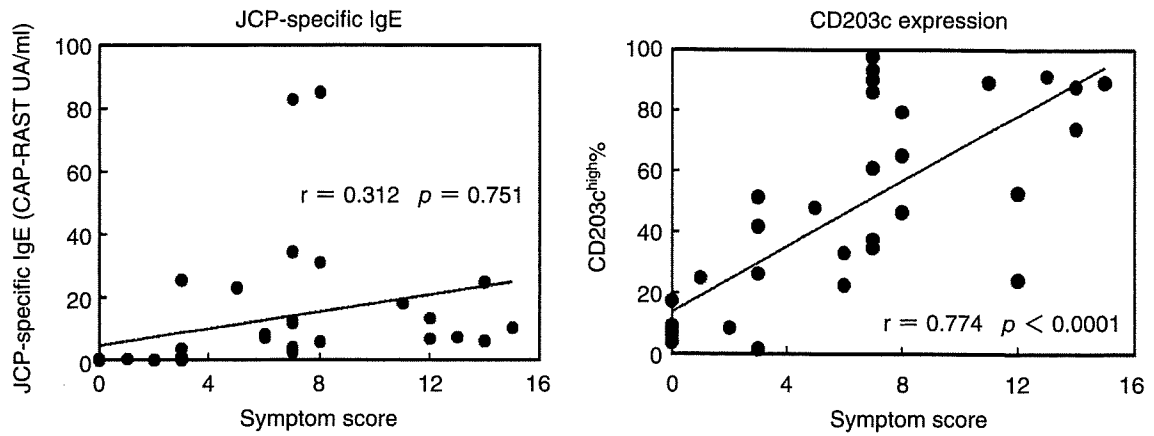 JCP-specific IgE
JCP-specific IgE (CAP-RAST UA/ml)
100
80
60
40
20
0
r = 0.312 p = 0.751
0 4 8 12 16
Symptom score
CD203c expression
CD203c^high%
100
80
60
40
20
0
r = 0.774 p < 0.0001
0 4 8 12 16
Symptom score